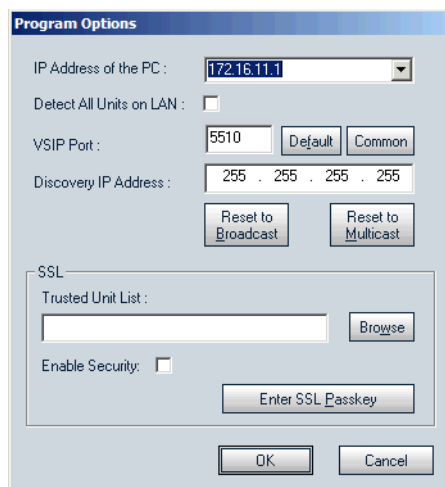 Program Options
IP Address of the PC : 172.16.11.1
Detect All Units on LAN :
VSIP Port : 5510 Default Common
Discovery IP Address : 255 . 255 . 255 . 255
Reset to Broadcast Reset to Multicast
SSL
Trusted Unit List :
Browse
Enable Security:
Enter SSL Passkey
OK Cancel